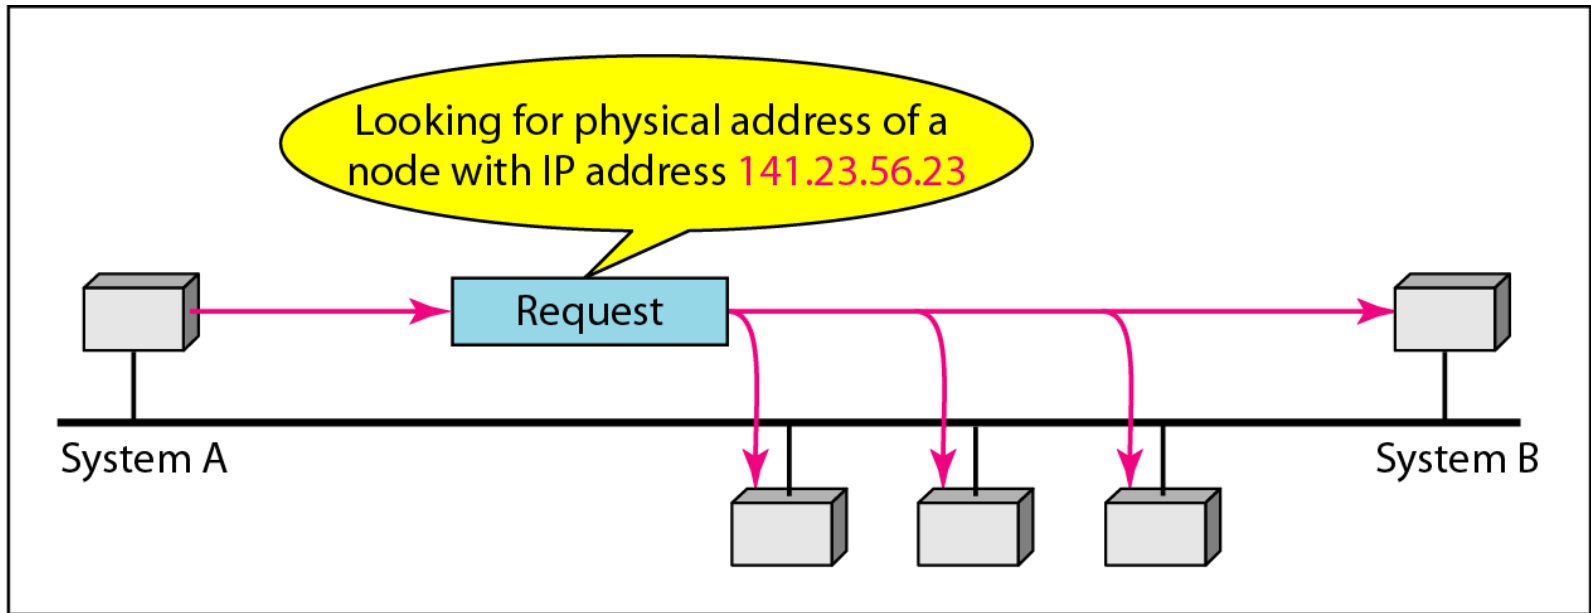 Looking for physical address of a
node with IP address 141.23.56.23
Request
System A
System B